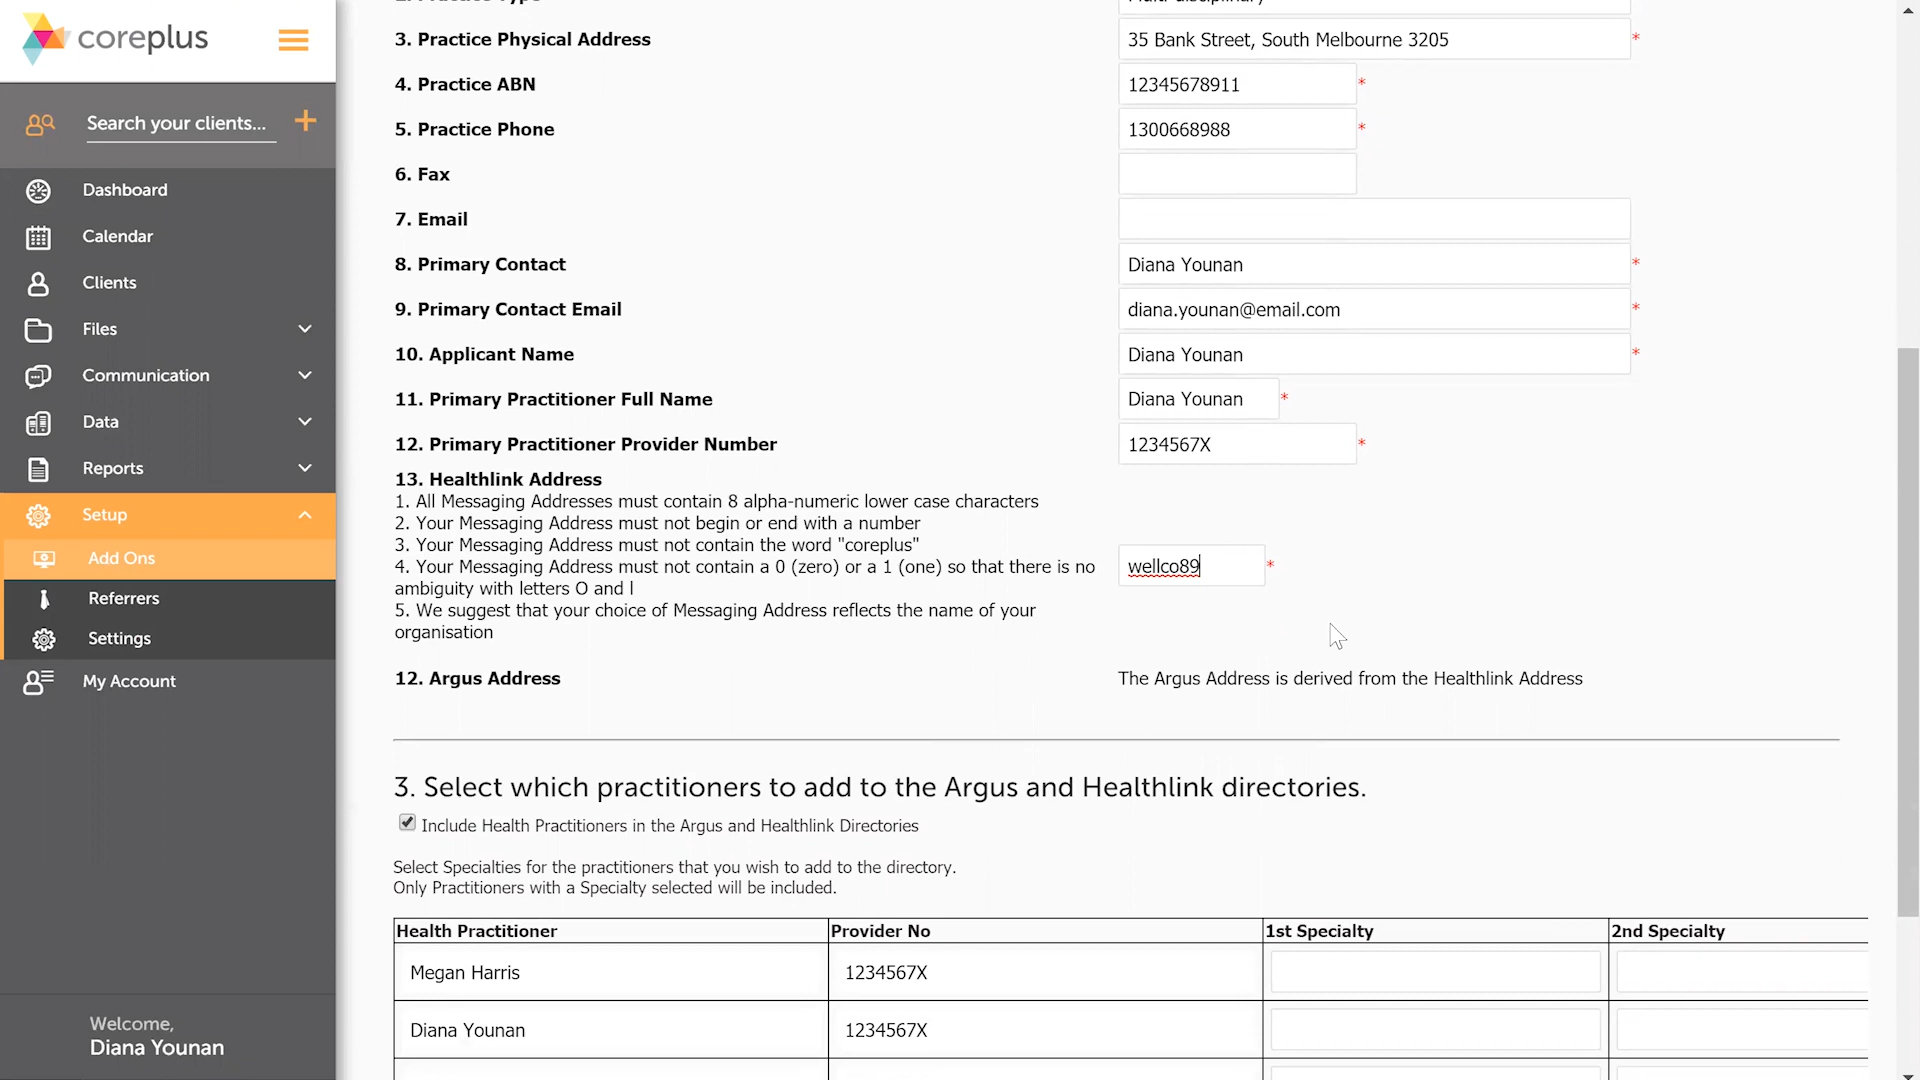 coreplus
Search your clients...
Dashboard
Calendar
Clients
Files
Communication
Data
Reports
Setup
Add Ons
Referrers
Settings
My Account
Welcome,
Diana Younan
3. Practice Physical Address
35 Bank Street, South Melbourne 3205 *
4. Practice ABN
12345678911 *
5. Practice Phone
1300668988 *
6. Fax
7. Email
8. Primary Contact
Diana Younan *
9. Primary Contact Email
diana.younan@email.com *
10. Applicant Name
Diana Younan *
11. Primary Practitioner Full Name
Diana Younan *
12. Primary Practitioner Provider Number
1234567X *
13. Healthlink Address
1. All Messaging Addresses must contain 8 alpha-numeric lower case characters
2. Your Messaging Address must not begin or end with a number
3. Your Messaging Address must not contain the word "coreplus"
4. Your Messaging Address must not contain a 0 (zero) or a 1 (one) so that there is no
ambiguity with letters O and l
5. We suggest that your choice of Messaging Address reflects the name of your
organisation
wellco89 *
12. Argus Address
The Argus Address is derived from the Healthlink Address
3. Select which practitioners to add to the Argus and Healthlink directories.
Include Health Practitioners in the Argus and Healthlink Directories
Select Specialties for the practitioners that you wish to add to the directory.
Only Practitioners with a Specialty selected will be included.
Health Practitioner Provider No 1st Specialty 2nd Specialty
Megan Harris 1234567X
Diana Younan 1234567X